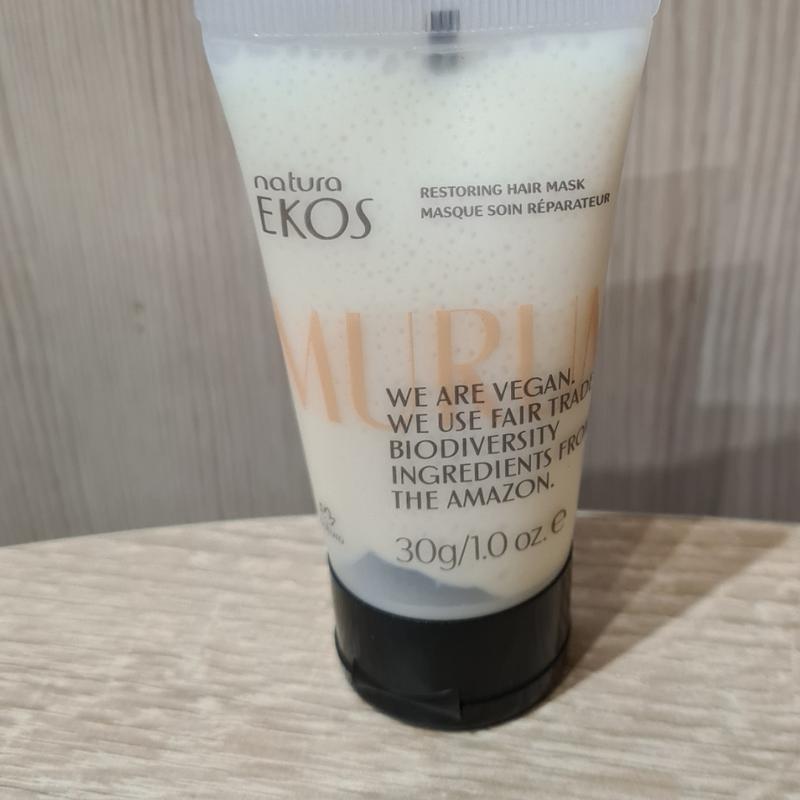 natura
EKOS
RESTORING HAIR MASK
MASQUE SOIN RÉPARATEUR
WE ARE VEGAN.
WE USE FAIR TRADE
BIODIVERSITY
INGREDIENTS FROM
THE AMAZON.
30g/1.0 oz. ℮